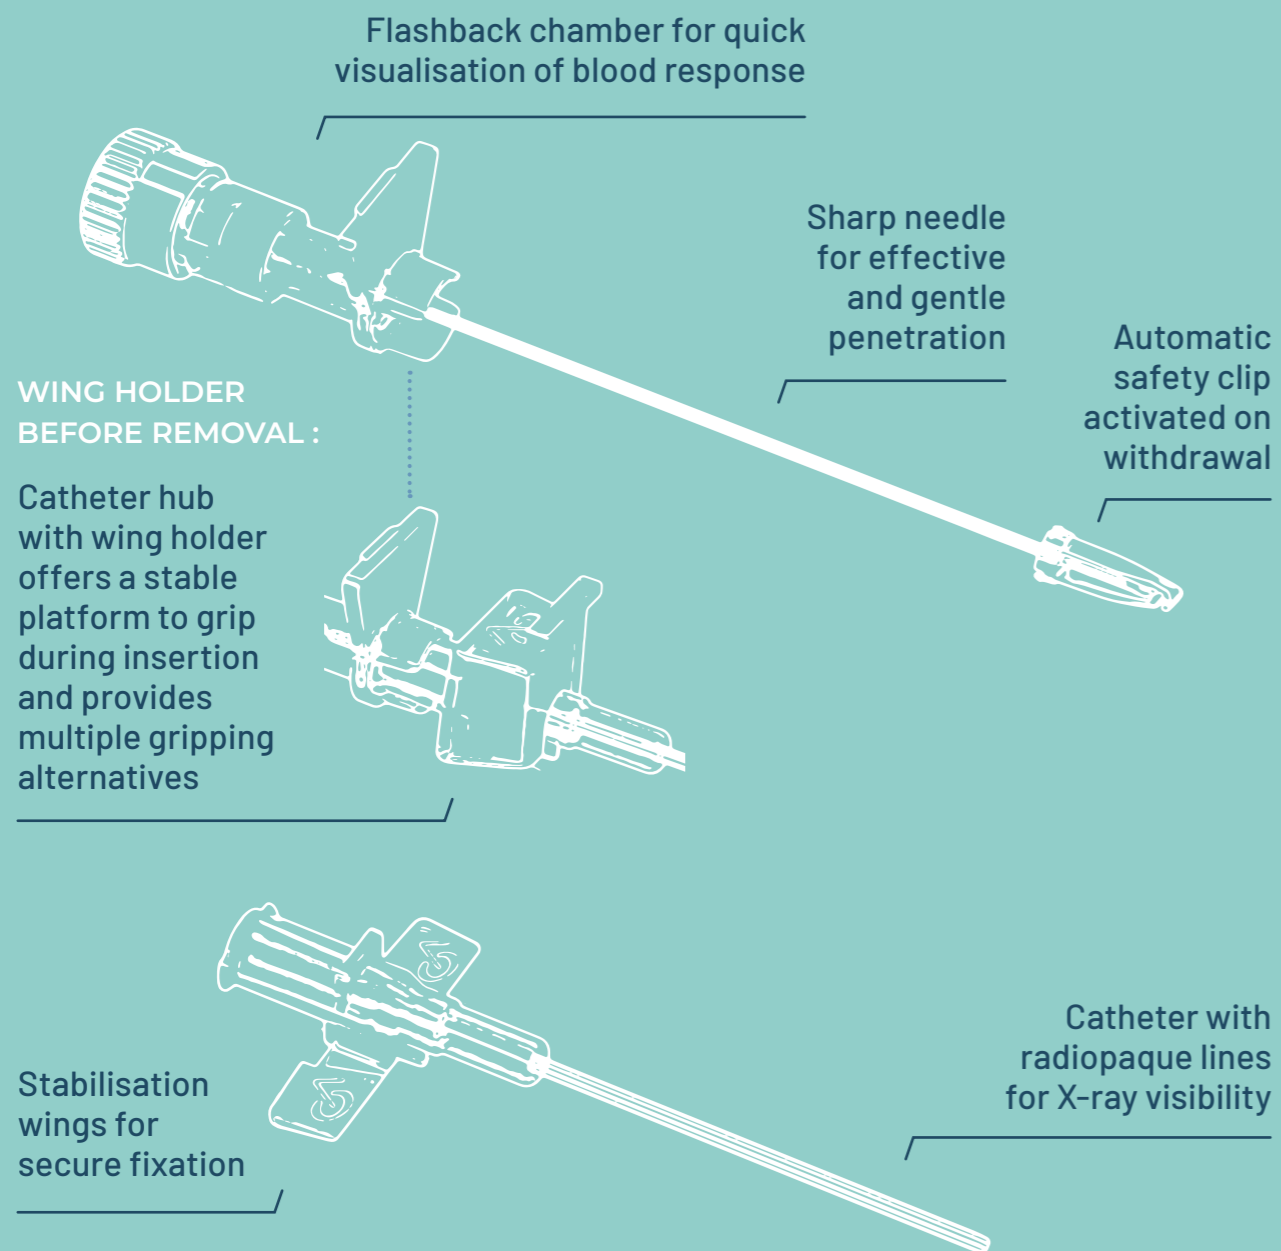 Flashback chamber for quick
visualisation of blood response
Sharp needle
for effective
and gentle
penetration
Automatic
safety clip
activated on
withdrawal
WING HOLDER
BEFORE REMOVAL :
Catheter hub
with wing holder
offers a stable
platform to grip
during insertion
and provides
multiple gripping
alternatives
Stabilisation
wings for
secure fixation
Catheter with
radiopaque lines
for X-ray visibility